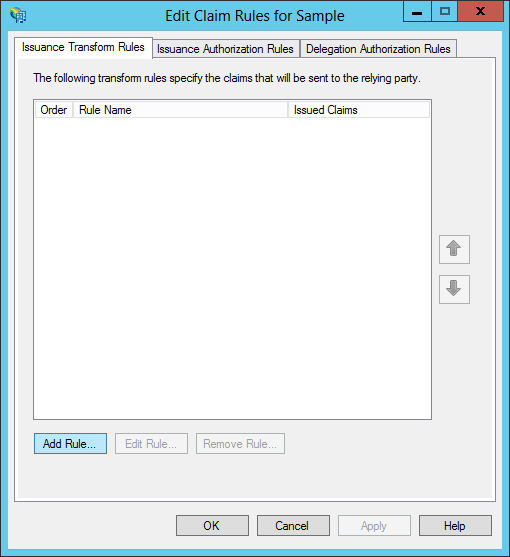 Edit Claim Rules for Sample
Issuance Transform Rules Issuance Authorization Rules Delegation Authorization Rules
The following transform rules specify the claims that will be sent to the relying party.
Order Rule Name Issued Claims
Add Rule... Edit Rule... Remove Rule...
OK Cancel Apply Help